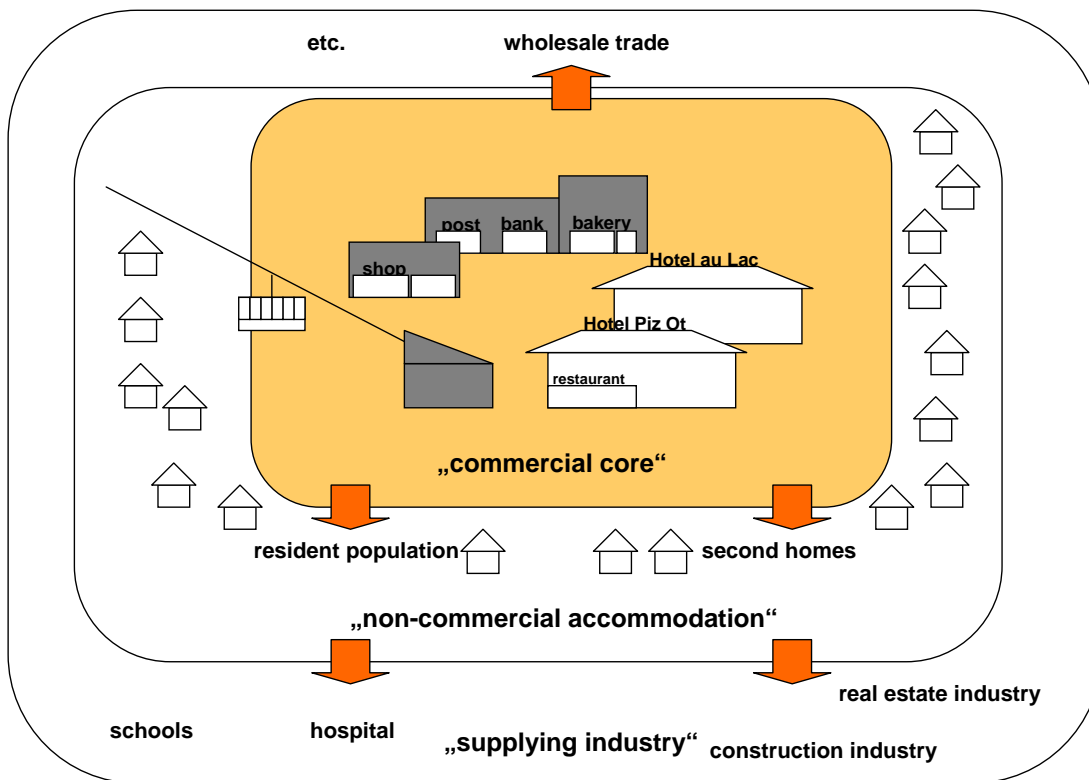 etc.
wholesale trade
post
bank
bakery
shop
Hotel au Lac
Hotel Piz Ot
restaurant
„commercial core“
resident population
second homes
„non-commercial accommodation“
real estate industry
schools
hospital
„supplying industry“
construction industry